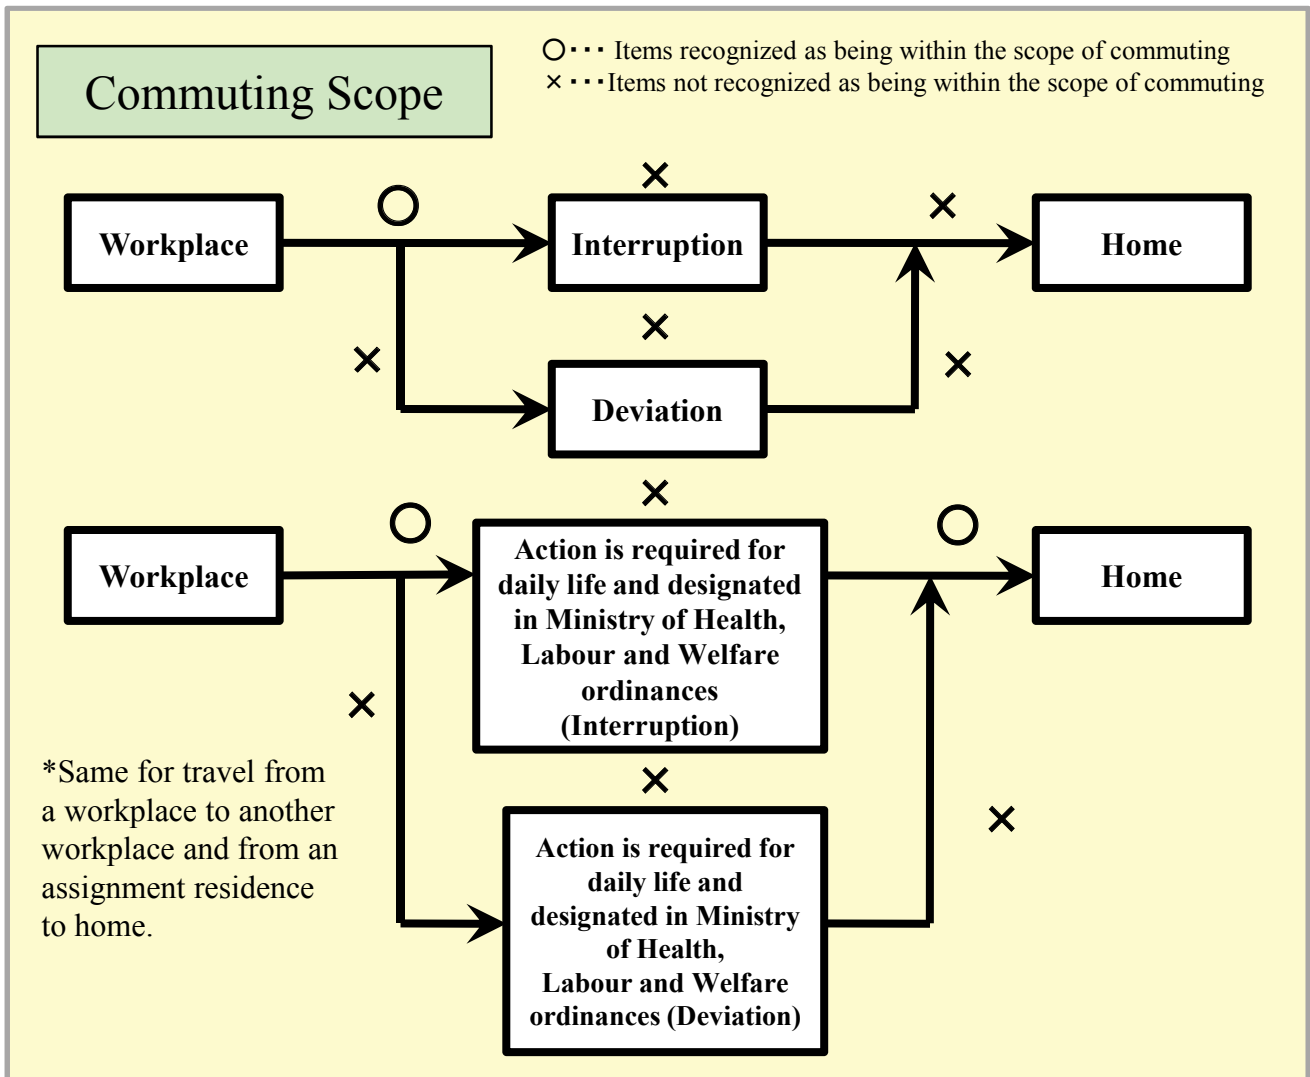 Commuting Scope
○··· Items recognized as being within the scope of commuting
×···Items not recognized as being within the scope of commuting
×
○
×
Workplace
Interruption
Home
×
×
×
Deviation
×
○
○
Workplace
Action is required for
daily life and designated
in Ministry of Health,
Labour and Welfare
ordinances
(Interruption)
Home
×
×
*Same for travel from
a workplace to another
workplace and from an
assignment residence
to home.
×
Action is required for
daily life and
designated in Ministry
of Health,
Labour and Welfare
ordinances (Deviation)